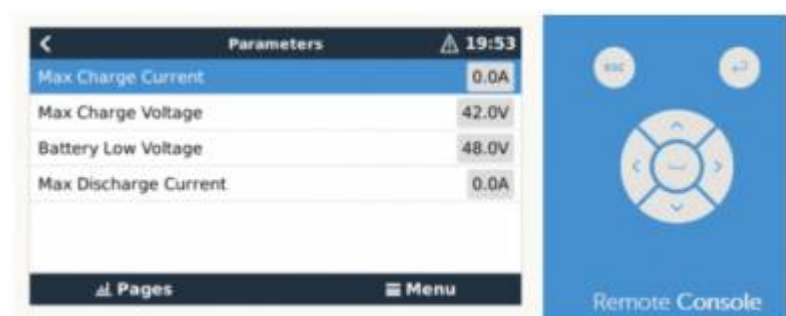 Parameters 19:53
Max Charge Current 0.0A
Max Charge Voltage 42.0V
Battery Low Voltage 48.0V
Max Discharge Current 0.0A
Pages Menu
esc
Remote Console